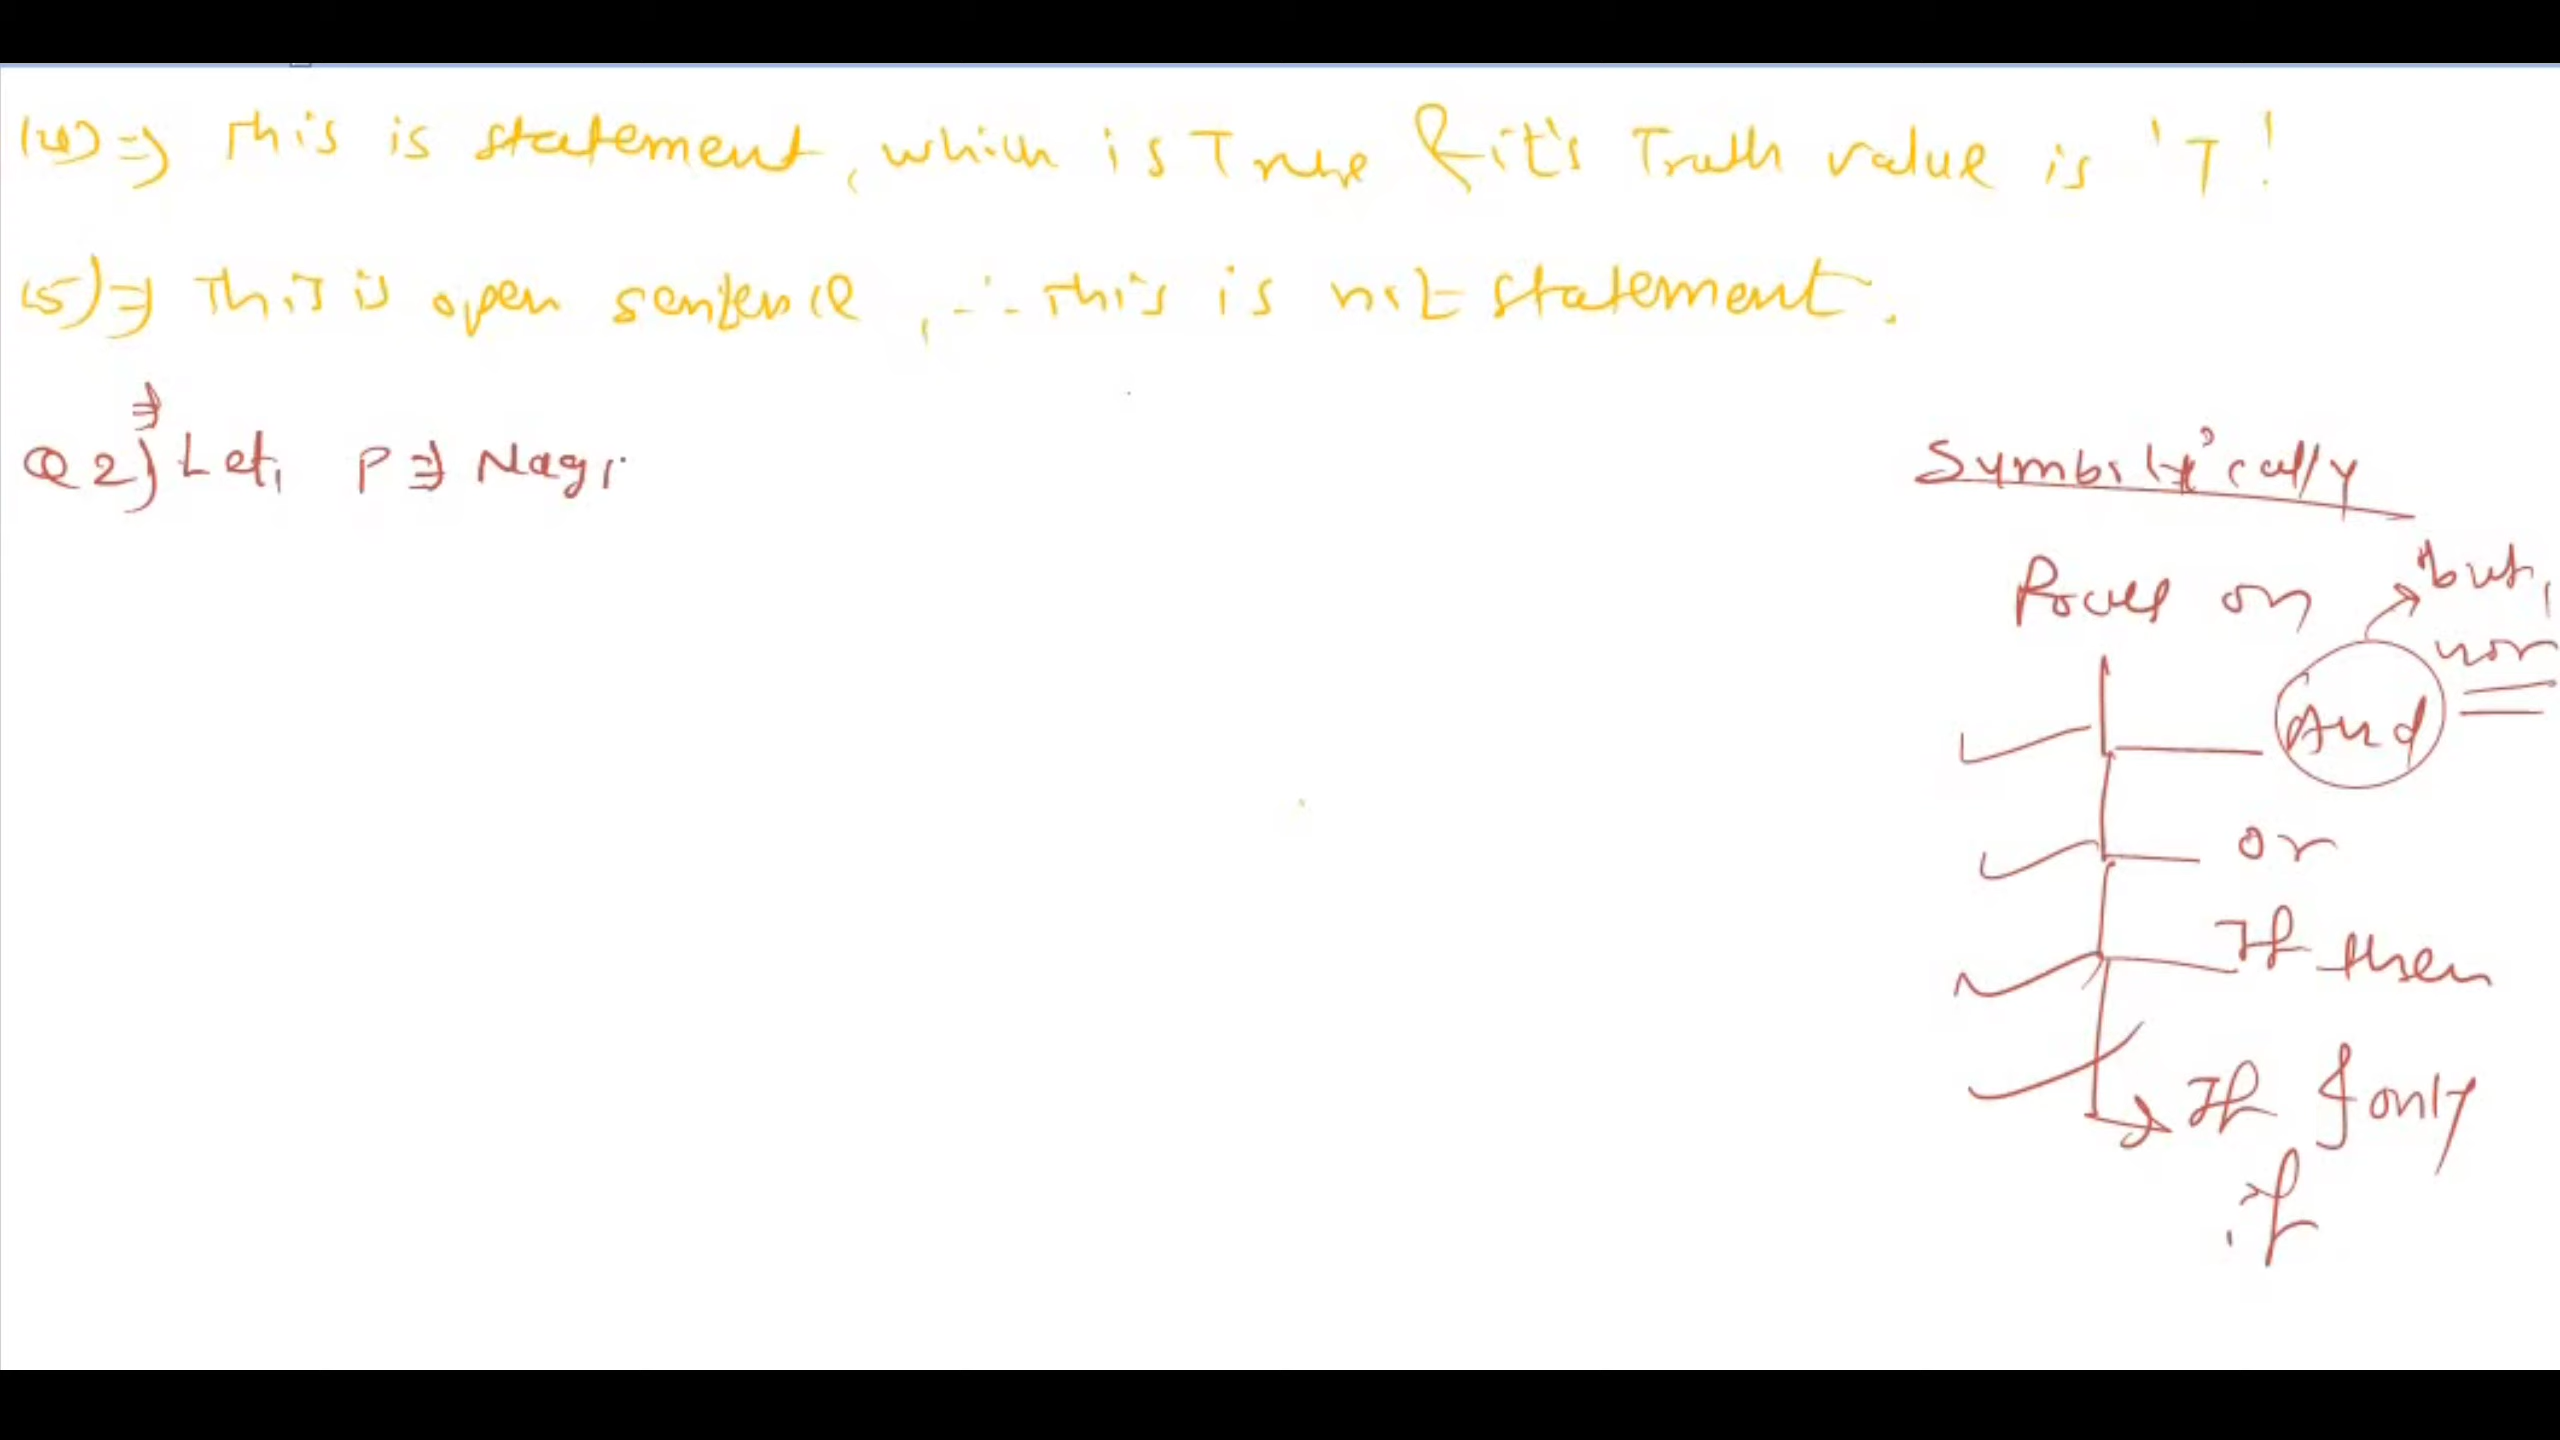 (4) ⇒ This is statement, which is True & it's Truth value is 'T'
(5) ⇒ This is open sentence, ∴ This is not statement.
Q2) ⇒ Let, P ⇒ Nag
Symbolically
Focus on
but,
nor
And
or
If then
If & only
if